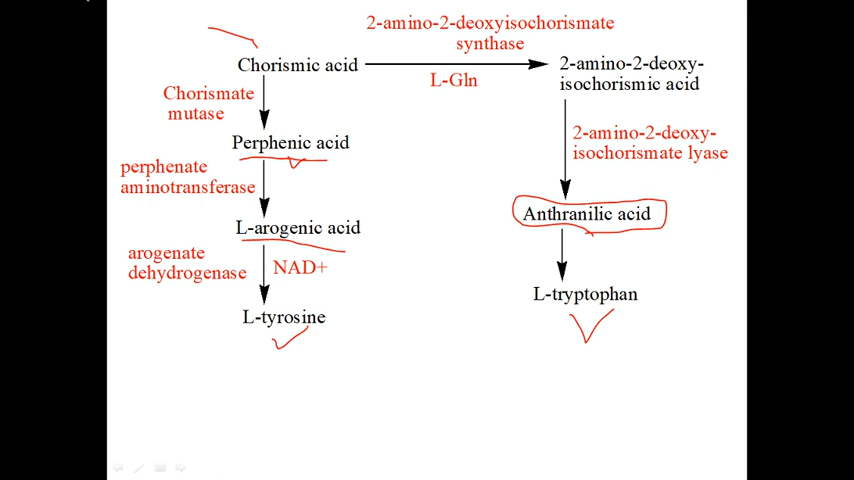 2-amino-2-deoxyisochorismate
synthase
Chorismic acid
L-Gln
2-amino-2-deoxy-
isochorismic acid
Chorismate
mutase
2-amino-2-deoxy-
isochorismate lyase
Perphenic acid
perphenate
aminotransferase
Anthranilic acid
L-arogenic acid
arogenate
dehydrogenase
NAD+
L-tryptophan
L-tyrosine